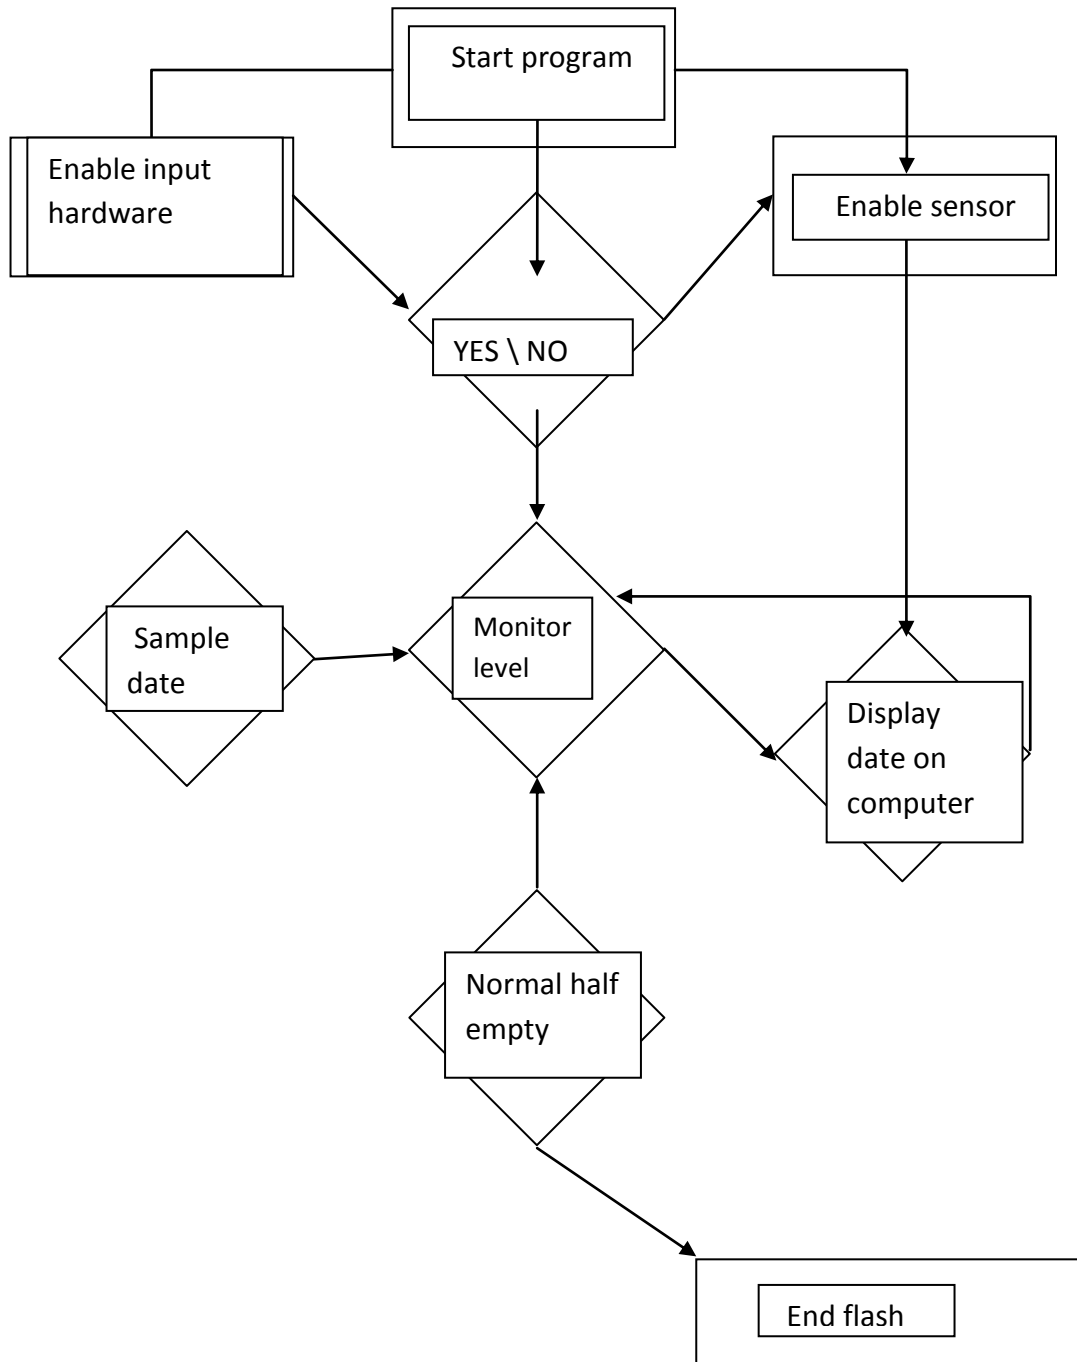 Start program
Enable input
hardware
Enable sensor
YES \ NO
Sample
date
Monitor
level
Display
date on
computer
Normal half
empty
End flash